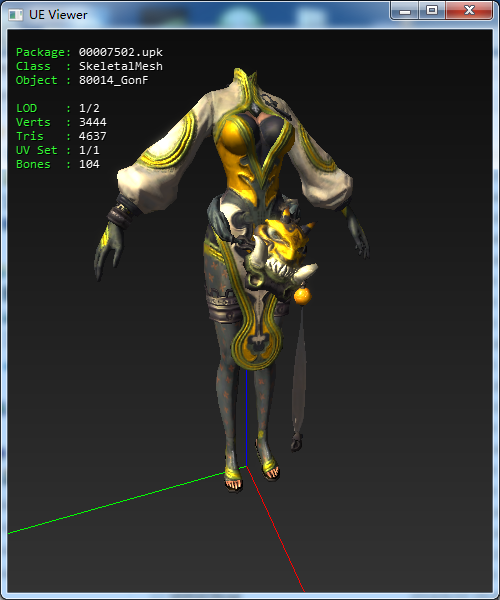 UE Viewer
Package: 00007502.upk
Class : SkeletalMesh
Object : 80014_GonF
LOD : 1/2
Verts : 3444
Tris : 4637
UV Set : 1/1
Bones : 104